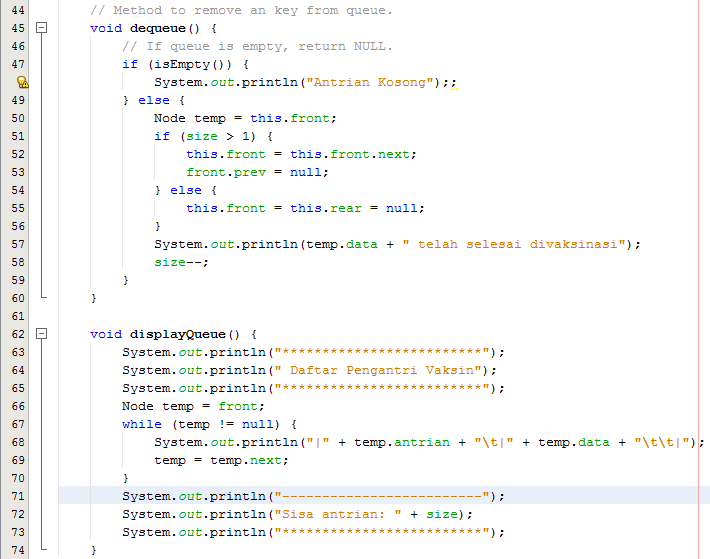 44 // Method to remove an key from queue.
45 void dequeue() {
46 // If queue is empty, return NULL.
47 if (isEmpty()) {
System.out.println("Antrian Kosong");;
49 } else {
50 Node temp = this.front;
51 if (size > 1) {
52 this.front = this.front.next;
53 front.prev = null;
54 } else {
55 this.front = this.rear = null;
56 }
57 System.out.println(temp.data + " telah selesai divaksinasi");
58 size--;
59 }
60 }
61
62 void displayQueue() {
63 System.out.println("*************************");
64 System.out.println(" Daftar Pengantri Vaksin");
65 System.out.println("*************************");
66 Node temp = front;
67 while (temp != null) {
68 System.out.println("|" + temp.antrian + "\t|" + temp.data + "\t\t|");
69 temp = temp.next;
70 }
71 System.out.println("-------------------------");
72 System.out.println("Sisa antrian: " + size);
73 System.out.println("*************************");
74 }